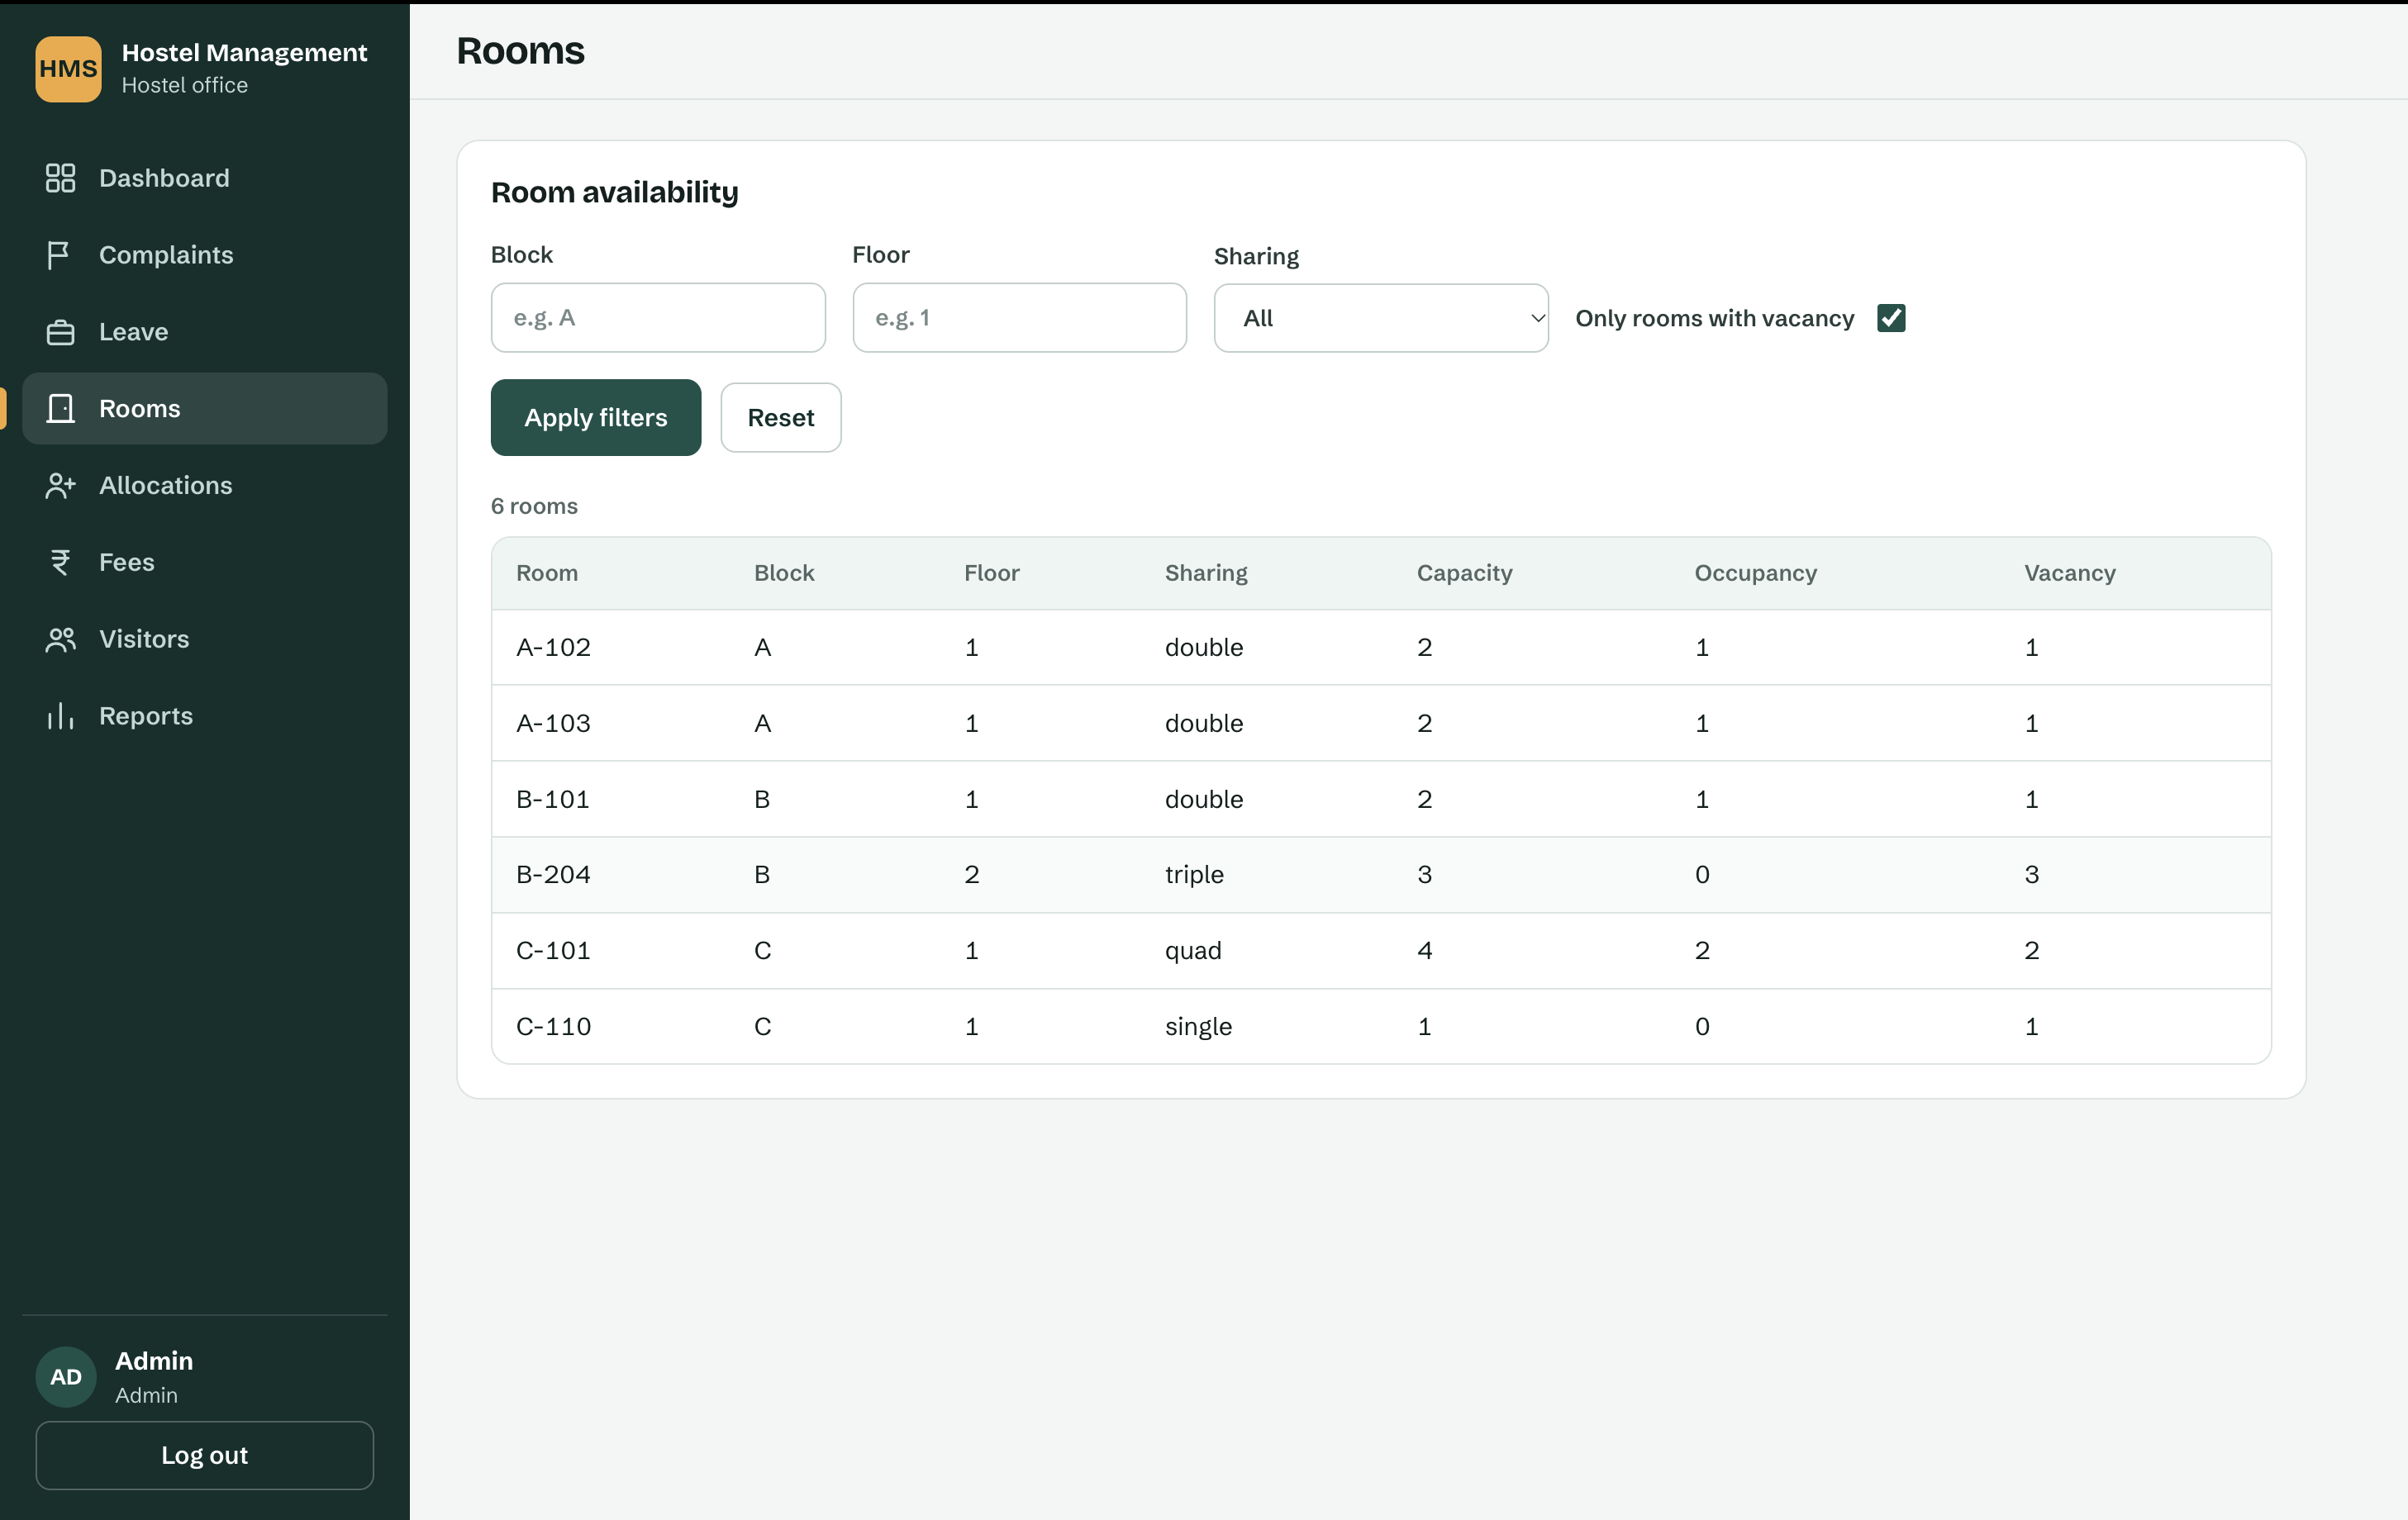 HMS
Hostel Management
Hostel office
Dashboard
Complaints
Leave
Rooms
Allocations
Fees
Visitors
Reports
AD
Admin
Admin
Log out
Rooms
Room availability
Block Floor Sharing
e.g. A e.g. 1 All Only rooms with vacancy
Apply filters Reset
6 rooms
Room Block Floor Sharing Capacity Occupancy Vacancy
A-102 A 1 double 2 1 1
A-103 A 1 double 2 1 1
B-101 B 1 double 2 1 1
B-204 B 2 triple 3 0 3
C-101 C 1 quad 4 2 2
C-110 C 1 single 1 0 1